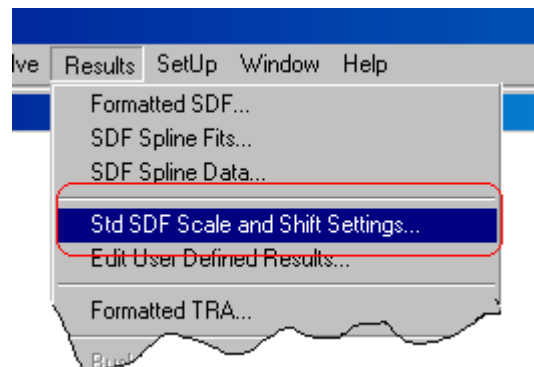 lve Results SetUp Window Help
Formatted SDF...
SDF Spline Fits...
SDF Spline Data...
Std SDF Scale and Shift Settings...
Edit User Defined Results...
Formatted TRA...